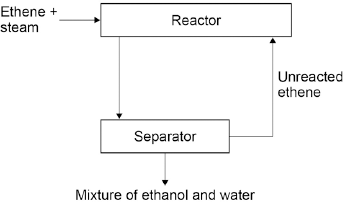 Ethene +
steam
Reactor
Unreacted
ethene
Separator
Mixture of ethanol and water